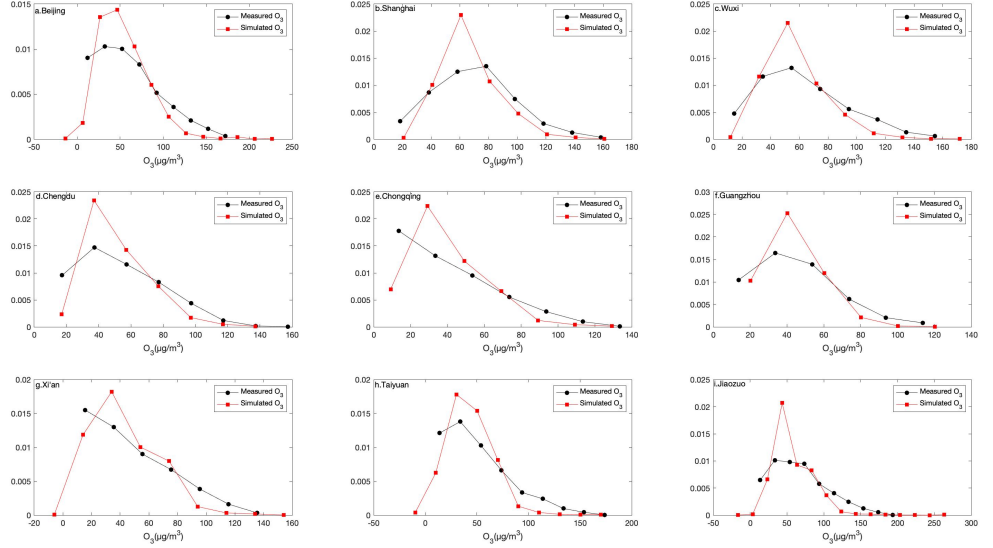 a.Beijing
Measured O3
Simulated O3
0.015
0.01
0.005
0
-50 0 50 100 150 200 250
O3(μg/m3)
b.Shanghai
Measured O3
Simulated O3
0.025
0.02
0.015
0.01
0.005
0
0 20 40 60 80 100 120 140 160 180
O3(μg/m3)
c.Wuxi
Measured O3
Simulated O3
0.025
0.02
0.015
0.01
0.005
0
0 20 40 60 80 100 120 140 160 180
O3(μg/m3)
d.Chengdu
Measured O3
Simulated O3
0.025
0.02
0.015
0.01
0.005
0
0 20 40 60 80 100 120 140 160
O3(μg/m3)
e.Chongqing
Measured O3
Simulated O3
0.025
0.02
0.015
0.01
0.005
0
0 20 40 60 80 100 120 140
O3(μg/m3)
f.Guangzhou
Measured O3
Simulated O3
0.03
0.025
0.02
0.015
0.01
0.005
0
0 20 40 60 80 100 120 140
O3(μg/m3)
g.Xi'an
Measured O3
Simulated O3
0.02
0.015
0.01
0.005
0
-20 0 20 40 60 80 100 120 140 160
O3(μg/m3)
h.Taiyuan
Measured O3
Simulated O3
0.02
0.015
0.01
0.005
0
-50 0 50 100 150 200
O3(μg/m3)
i.Jiaozuo
Measured O3
Simulated O3
0.025
0.02
0.015
0.01
0.005
0
-50 0 50 100 150 200 250 300
O3(μg/m3)